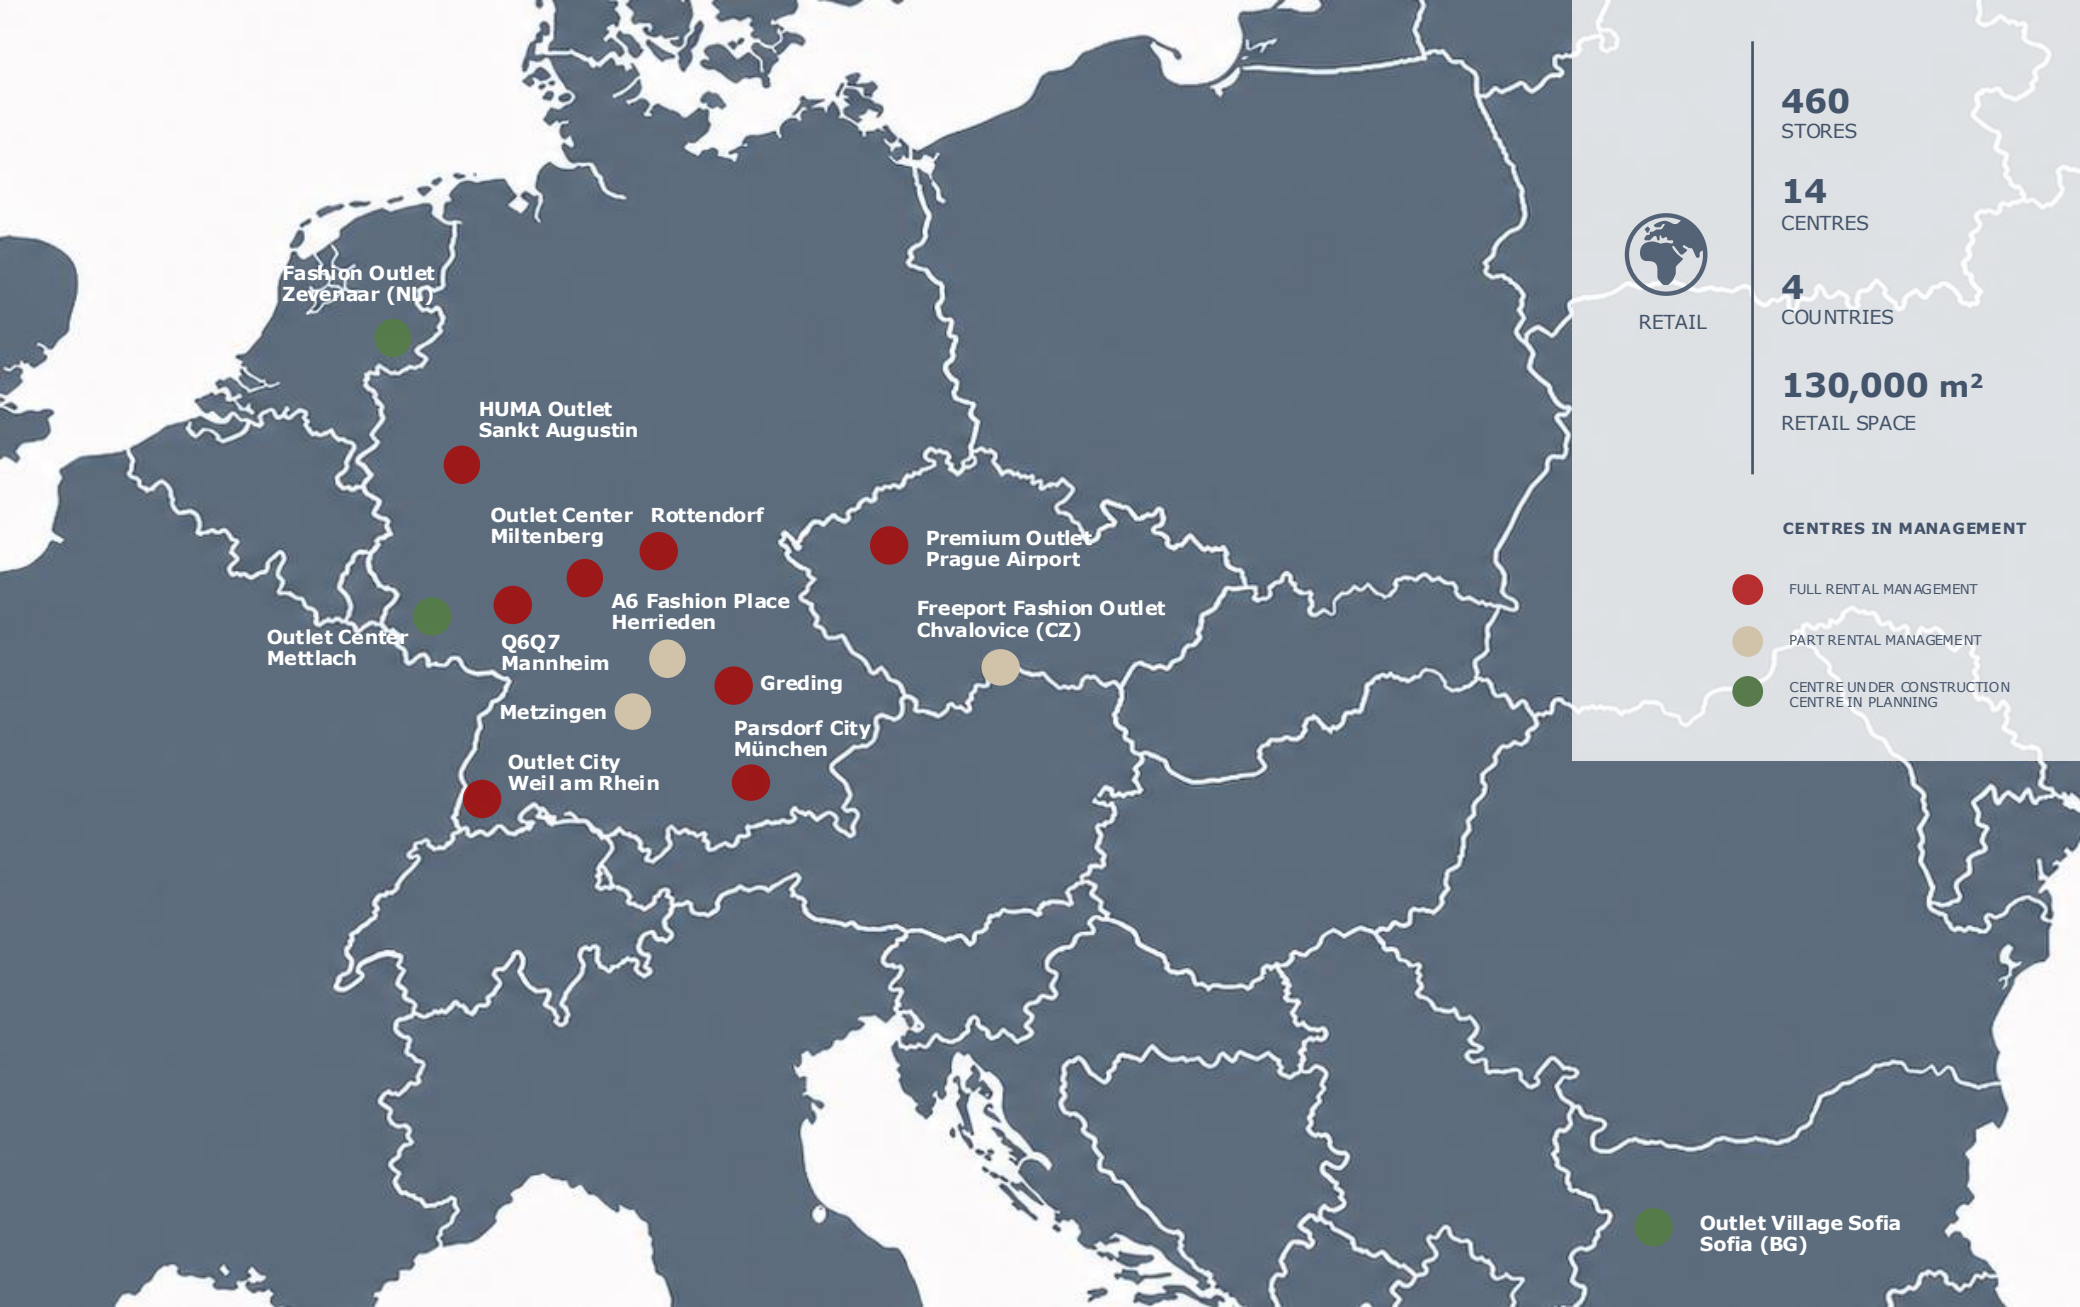 Fashion Outlet
Zevenaar (NL)
HUMA Outlet
Sankt Augustin
Outlet Center
Miltenberg
Rottendorf
Premium Outlet
Prague Airport
A6 Fashion Place
Herrieden
Freeport Fashion Outlet
Chvalovice (CZ)
Outlet Center
Mettlach
Q6Q7
Mannheim
Greding
Metzingen
Parsdorf City
München
Outlet City
Weil am Rhein
Outlet Village Sofia
Sofia (BG)
RETAIL
460
STORES
14
CENTRES
4
COUNTRIES
130,000 m²
RETAIL SPACE
CENTRES IN MANAGEMENT
FULL RENTAL MANAGEMENT
PART RENTAL MANAGEMENT
CENTRE UNDER CONSTRUCTION
CENTRE IN PLANNING